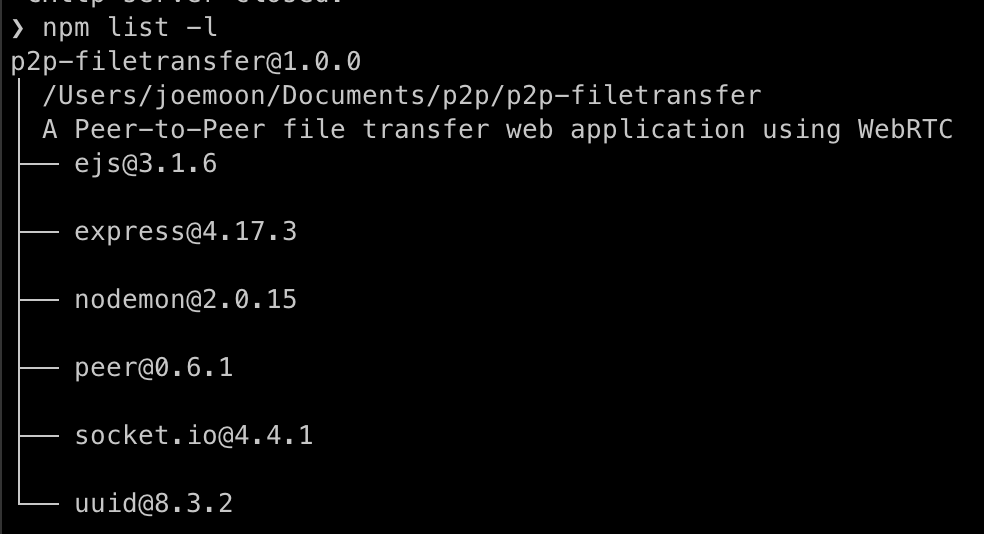 ❯ npm list -l
p2p-filetransfer@1.0.0
/Users/joemoon/Documents/p2p/p2p-filetransfer
A Peer-to-Peer file transfer web application using WebRTC
ejs@3.1.6
express@4.17.3
nodemon@2.0.15
peer@0.6.1
socket.io@4.4.1
uuid@8.3.2